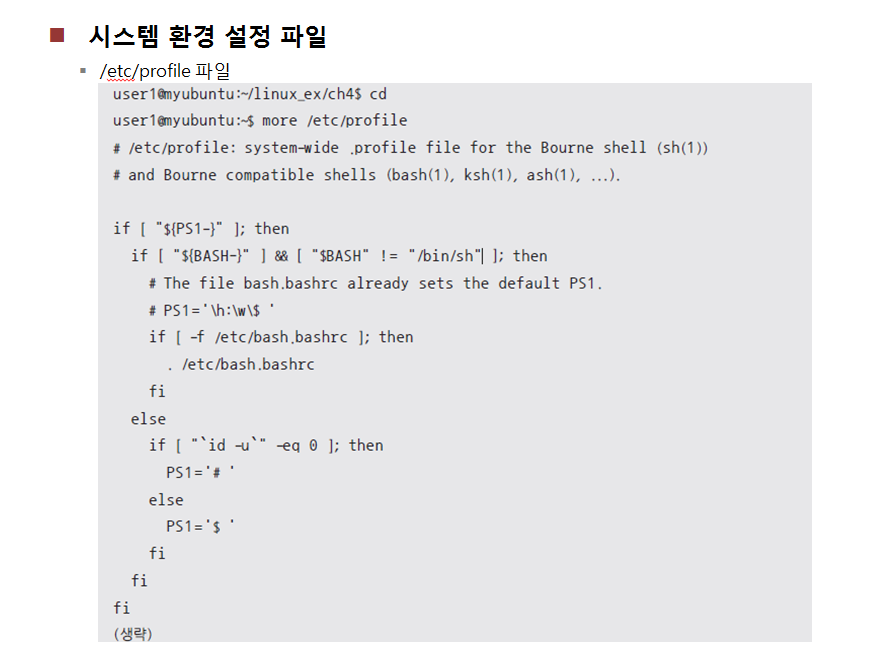 시스템 환경 설정 파일
/etc/profile 파일
user1@myubuntu:~/linux_ex/ch4$ cd
user1@myubuntu:~$ more /etc/profile
# /etc/profile: system-wide .profile file for the Bourne shell (sh(1))
# and Bourne compatible shells (bash(1), ksh(1), ash(1), ...).
if [ "${PS1-}" ]; then
if [ "${BASH-}" ] && [ "$BASH" != "/bin/sh" ]; then
# The file bash.bashrc already sets the default PS1.
# PS1='\h:\w\$ '
if [ -f /etc/bash.bashrc ]; then
. /etc/bash.bashrc
fi
else
if [ "`id -u`" -eq 0 ]; then
PS1='# '
else
PS1='$ '
fi
fi
fi
(생략)